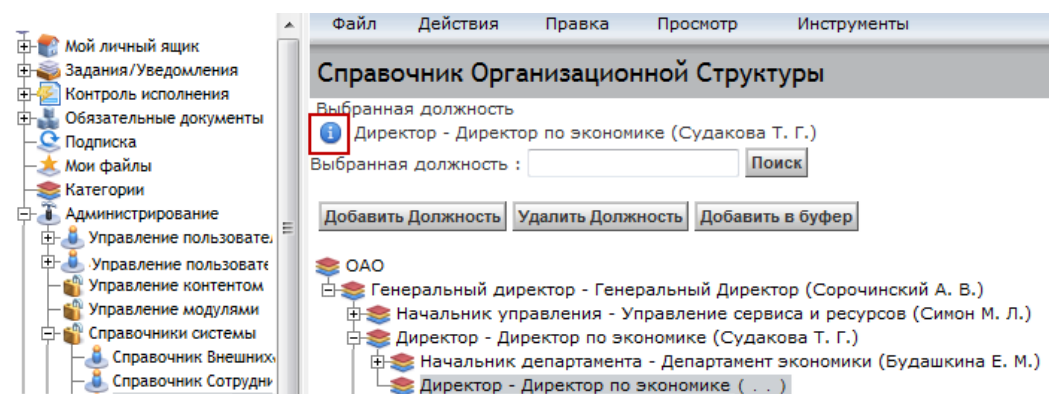 Мой личный ящик
Задания/Уведомления
Контроль исполнения
Обязательные документы
Подписка
Мои файлы
Категории
Администрирование
Управление пользовател
Управление пользовате
Управление контентом
Управление модулями
Справочники системы
Справочник Внешних
Справочник Сотрудни
Файл Действия Правка Просмотр Инструменты
Справочник Организационной Структуры
Выбранная должность
Директор - Директор по экономике (Судакова Т. Г.)
Выбранная должность : Поиск
Добавить Должность Удалить Должность Добавить в буфер
ОАО
Генеральный директор - Генеральный Директор (Сорочинский А. В.)
Начальник управления - Управление сервиса и ресурсов (Симон М. Л.)
Директор - Директор по экономике (Судакова Т. Г.)
Начальник департамента - Департамент экономики (Будашкина Е. М.)
Директор - Директор по экономике ( . . )